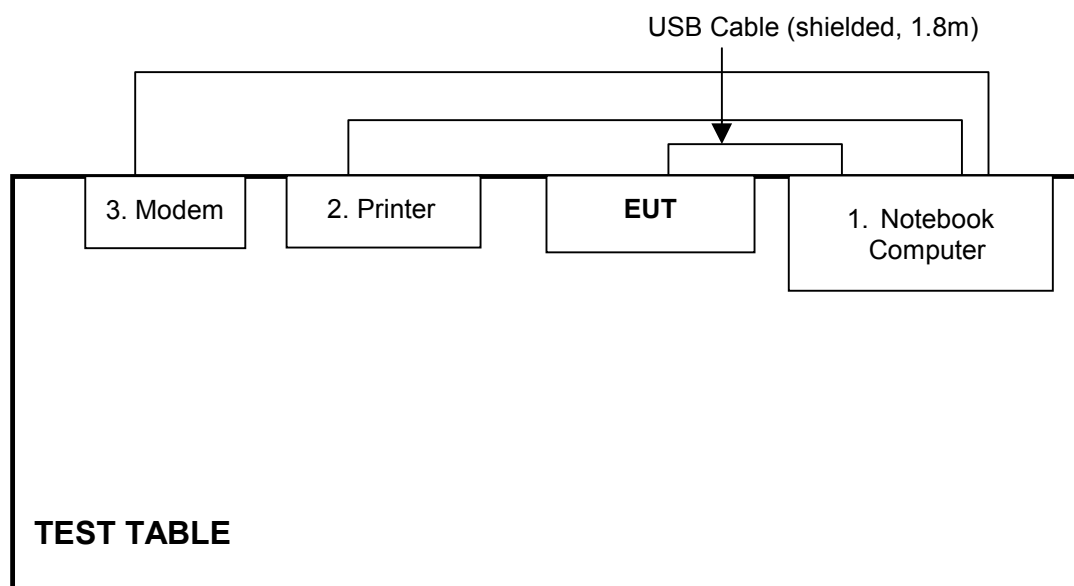 USB Cable (shielded, 1.8m)
3. Modem
2. Printer
EUT
1. Notebook
Computer
TEST TABLE